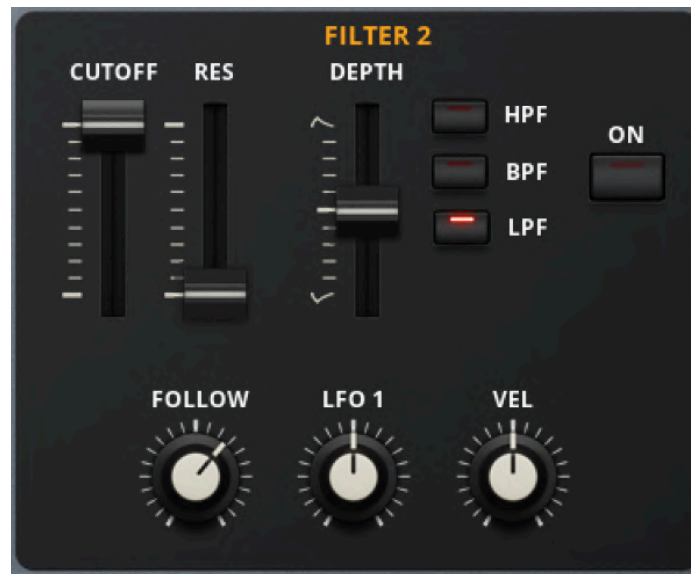 FILTER 2
CUTOFF RES DEPTH
HPF
ON
BPF
LPF
FOLLOW LFO 1 VEL